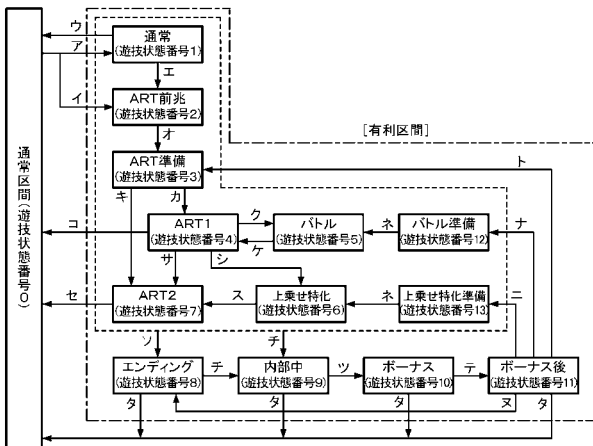 ウ
ア
イ
通常
(遊技状態番号1)
エ
ART前兆
(遊技状態番号2)
オ
[有利区間]
ART準備
(遊技状態番号3)
ト
キ
カ
通常区間(遊技状態番号0)
コ
ART1
(遊技状態番号4)
ク
ケ
バトル
(遊技状態番号5)
ネ
バトル準備
(遊技状態番号12)
ナ
サ
シ
セ
ART2
(遊技状態番号7)
ス
上乗せ特化
(遊技状態番号6)
ネ
上乗せ特化準備
(遊技状態番号13)
ニ
ソ
チ
エンディング
(遊技状態番号8)
チ
内部中
(遊技状態番号9)
ツ
ボーナス
(遊技状態番号10)
テ
ボーナス後
(遊技状態番号11)
タ
タ
タ
ヌ
タ